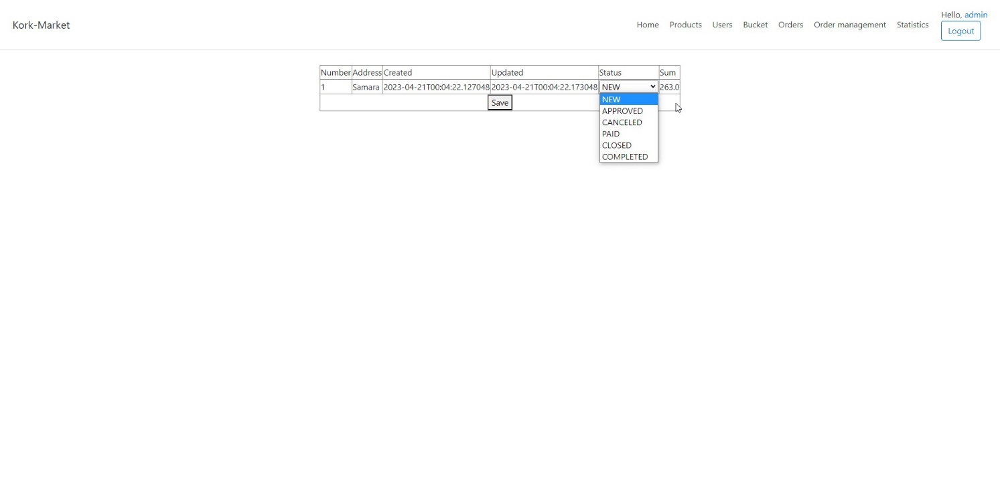 Kork-Market
Home Products Users Bucket Orders Order management Statistics
Hello, admin
Logout
Number Address Created Updated Status Sum
1 Samara 2023-04-21T00:04:22.127048 2023-04-21T00:04:22.173048 NEW 263.0
Save
NEW
APPROVED
CANCELED
PAID
CLOSED
COMPLETED